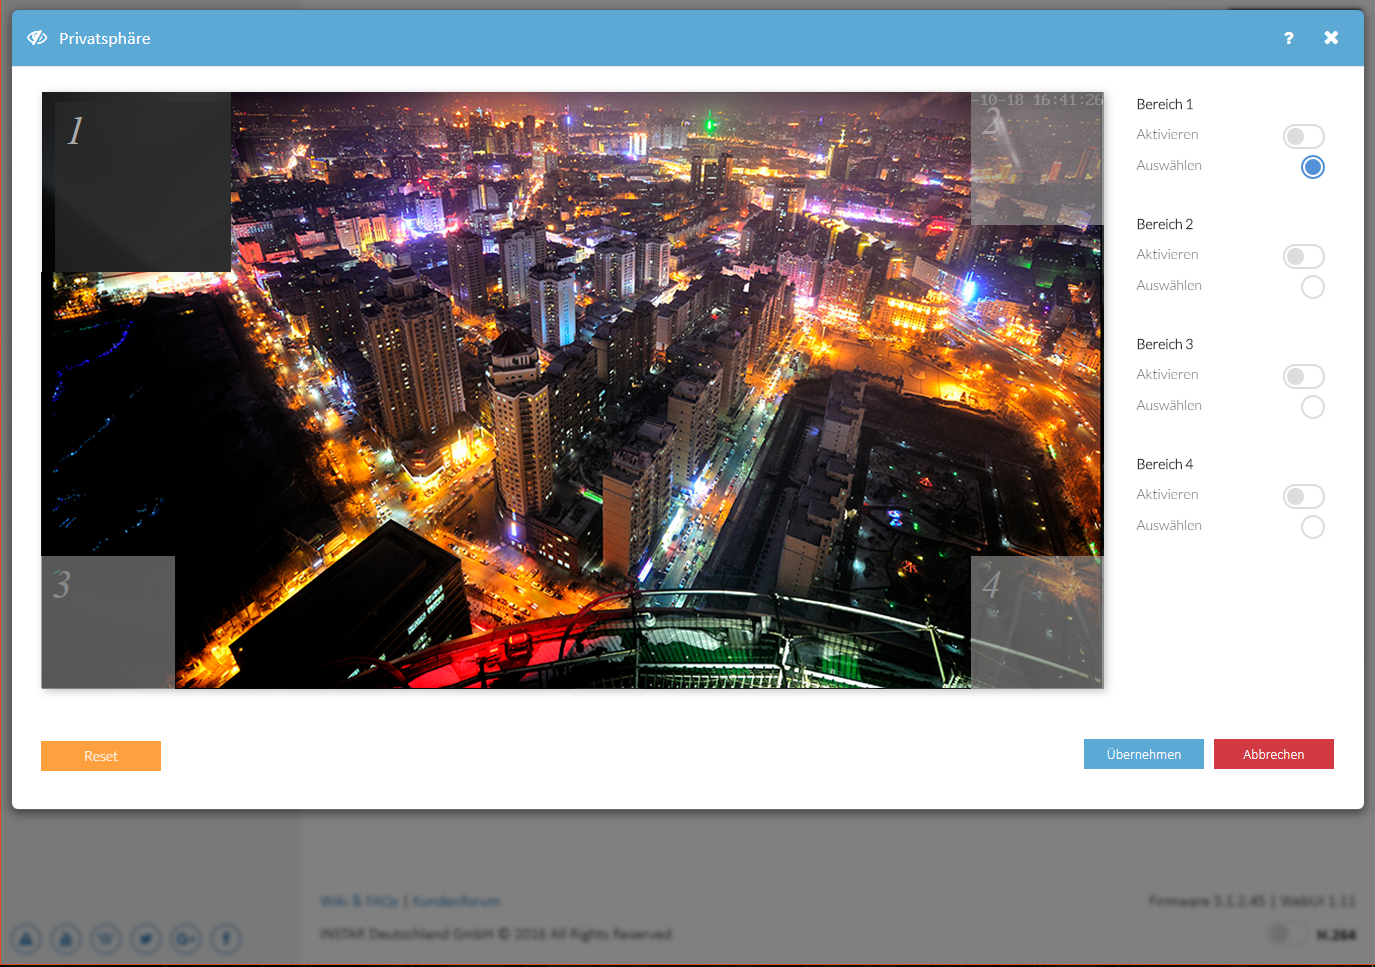 Privatsphäre
?
1
-10-18 16:41:26
2
3
4
Bereich 1
Aktivieren
Auswählen
Bereich 2
Aktivieren
Auswählen
Bereich 3
Aktivieren
Auswählen
Bereich 4
Aktivieren
Auswählen
Reset
Übernehmen
Abbrechen
Wiki & FAQs | Kundenforum
Firmware 3.1.2.45 | WebUI 1.11
INSTAR Deutschland GmbH © 2016 All Rights Reserved
H.264